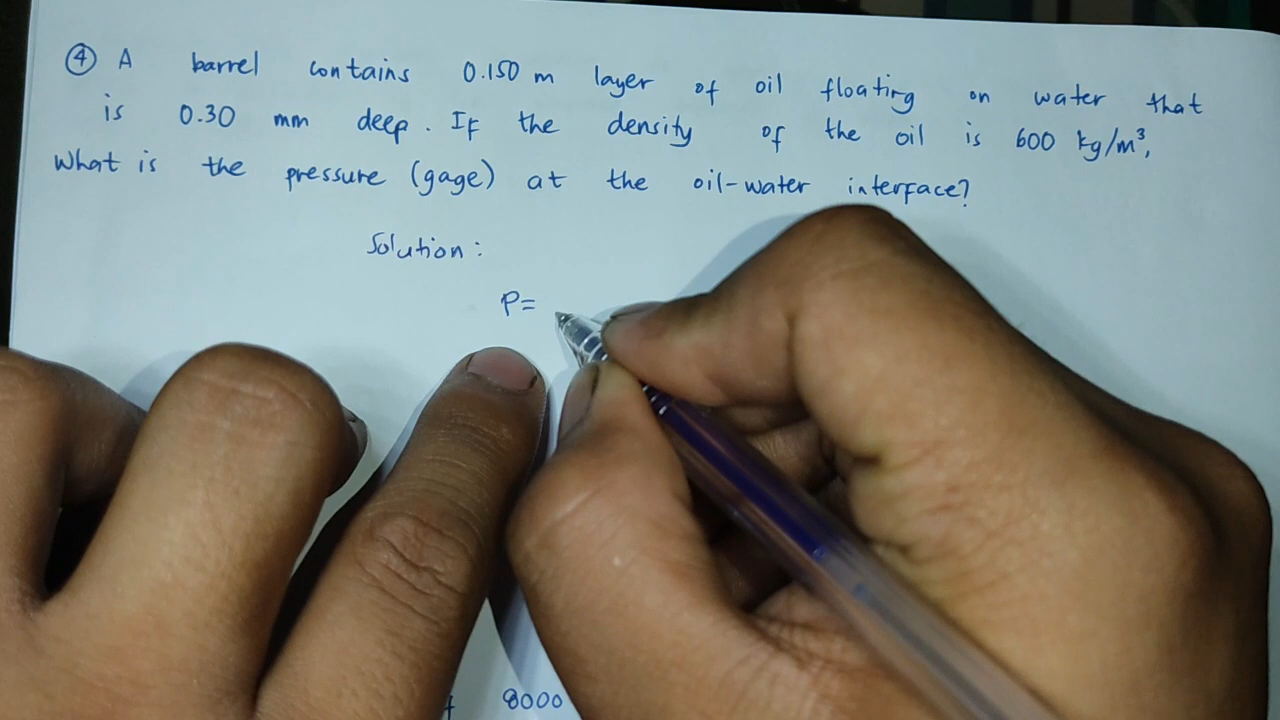 ④ A barrel contains 0.150 m layer of oil floating on water that
is 0.30 mm deep. If the density of the oil is 600 kg/m³,
What is the pressure (gage) at the oil-water interface?
Solution:
P=
8000